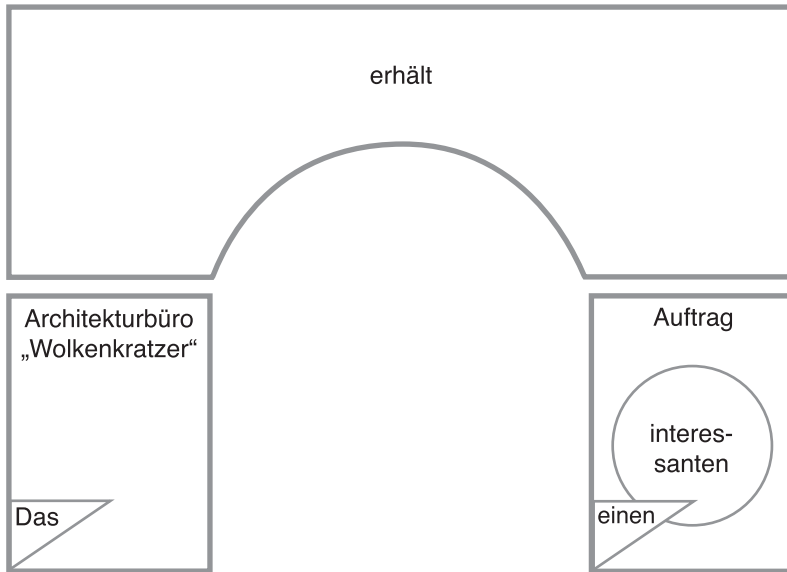 erhält
Architekturbüro
„Wolkenkratzer“
Das
Auftrag
interes-
santen
einen